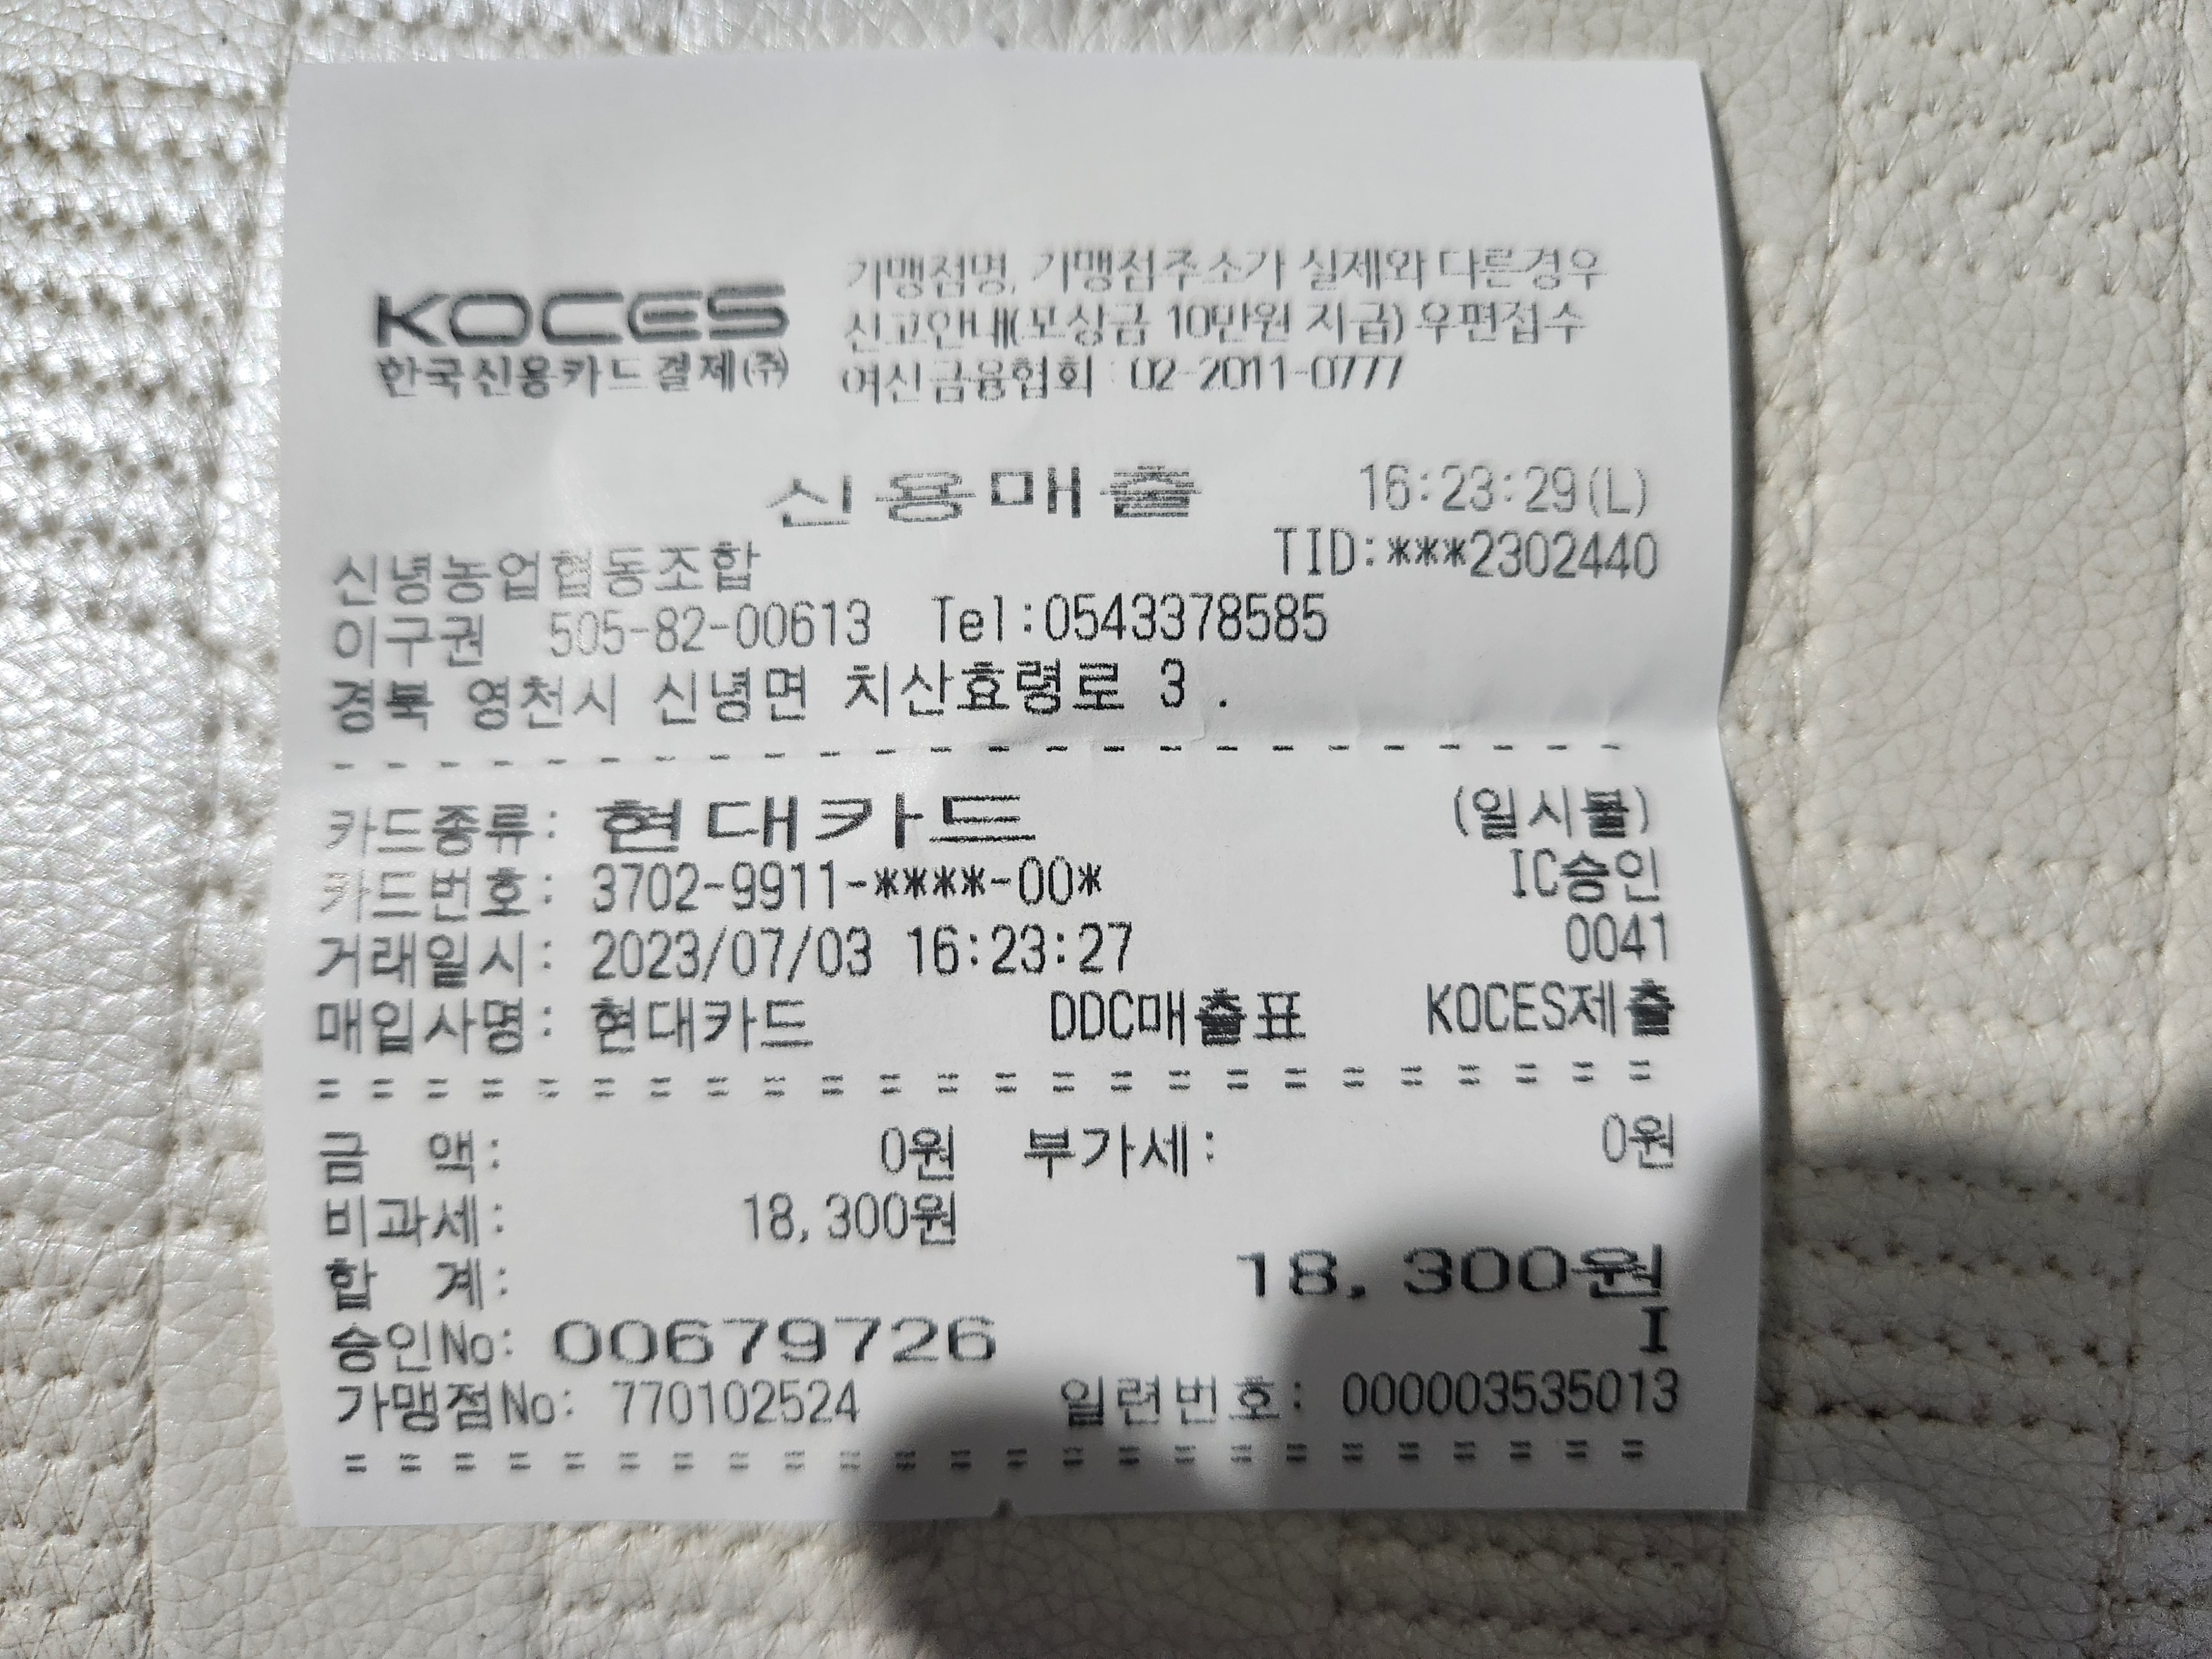 KOCES
한국신용카드결제㈜
가맹점명, 가맹점주소가 실제와 다른경우
신고안내(보상금 10만원 지급) 우편접수
여신금융협회 : 02-2011-0777
신용매출 16:23:29(L)
신녕농업협동조합 TID:***2302440
이구권 505-82-00613 Tel:0543378585
경북 영천시 신녕면 치산효령로 3 .
카드종류: 현대카드 (일시불)
카드번호: 3702-9911-****-00* IC승인
거래일시: 2023/07/03 16:23:27 0041
매입사명: 현대카드 DDC매출표 KOCES제출
금 액: 0원 부가세: 0원
비과세: 18,300원
합 계: 18,300원
승인No: 00679726 I
가맹점No: 770102524 일련번호: 000003535013